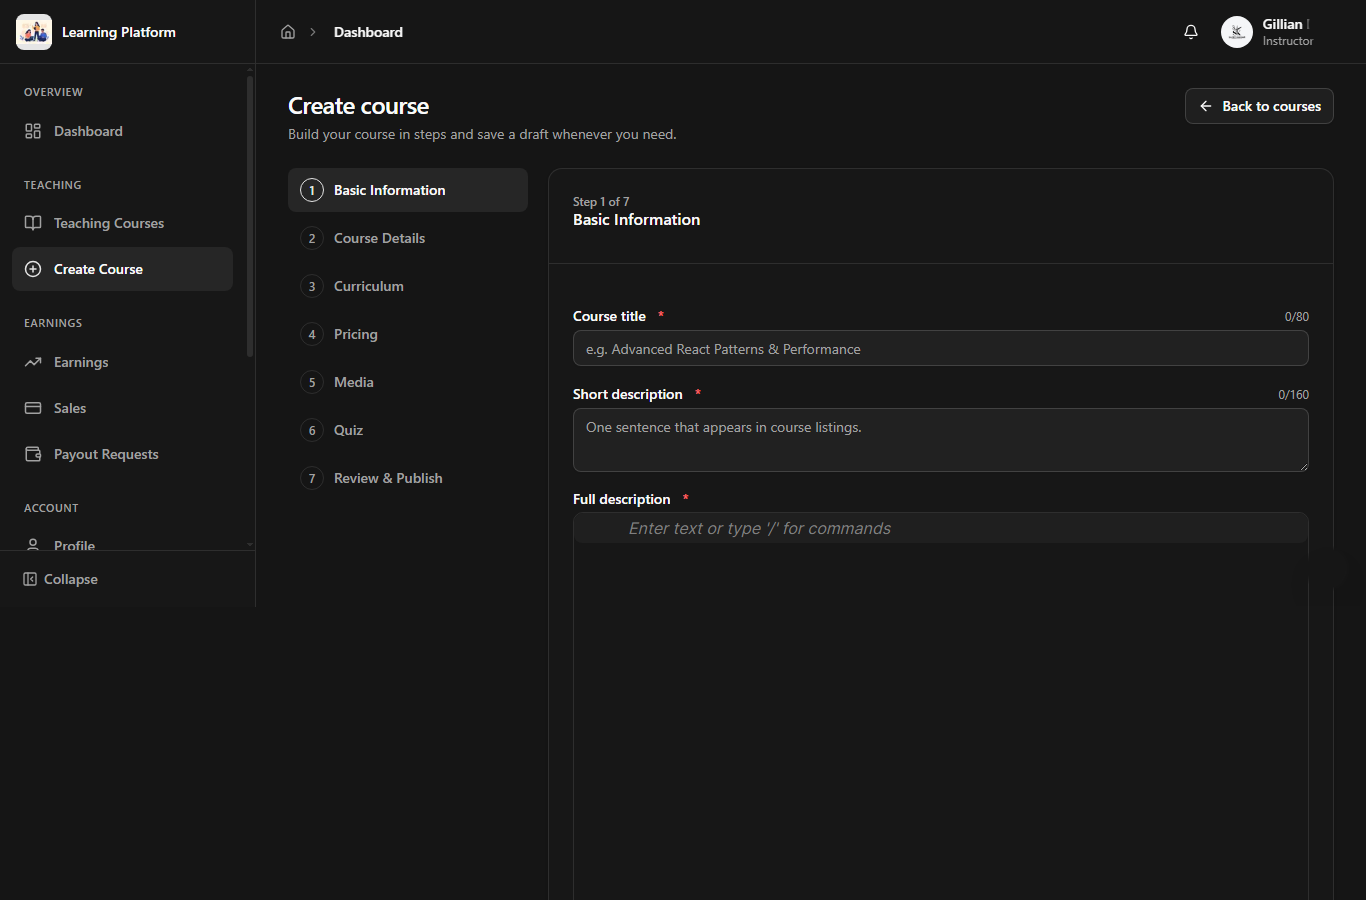 Learning Platform
Dashboard
Gillian
Instructor
OVERVIEW
Dashboard
TEACHING
Teaching Courses
Create Course
EARNINGS
Earnings
Sales
Payout Requests
ACCOUNT
Profile
Collapse
Create course
Build your course in steps and save a draft whenever you need.
Back to courses
1 Basic Information
2 Course Details
3 Curriculum
4 Pricing
5 Media
6 Quiz
7 Review & Publish
Step 1 of 7
Basic Information
Course title * 0/80
e.g. Advanced React Patterns & Performance
Short description * 0/160
One sentence that appears in course listings.
Full description *
Enter text or type '/' for commands